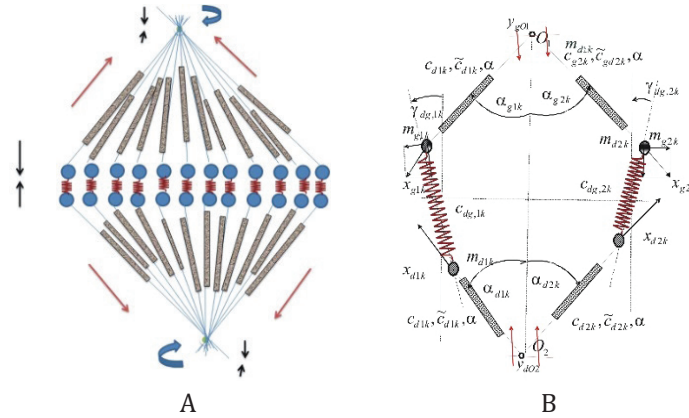 y_gO1
O_1
m_d2k
c_d1k, c̃_d1k, α
c_g2k, c̃_gd2k, α
α_g1k
α_g2k
γ_dg,1k
γ_dg,2k
m_g1k
m_d2k
m_g2k
x_g1k
x_g2
c_dg,2k
c_dg,1k
x_d2k
x_d1k
m_d1k
α_d1k
α_d2k
c_d1k, c̃_d1k, α
c_d2k, c̃_d2k, α
O_2
y_dO2
A
B